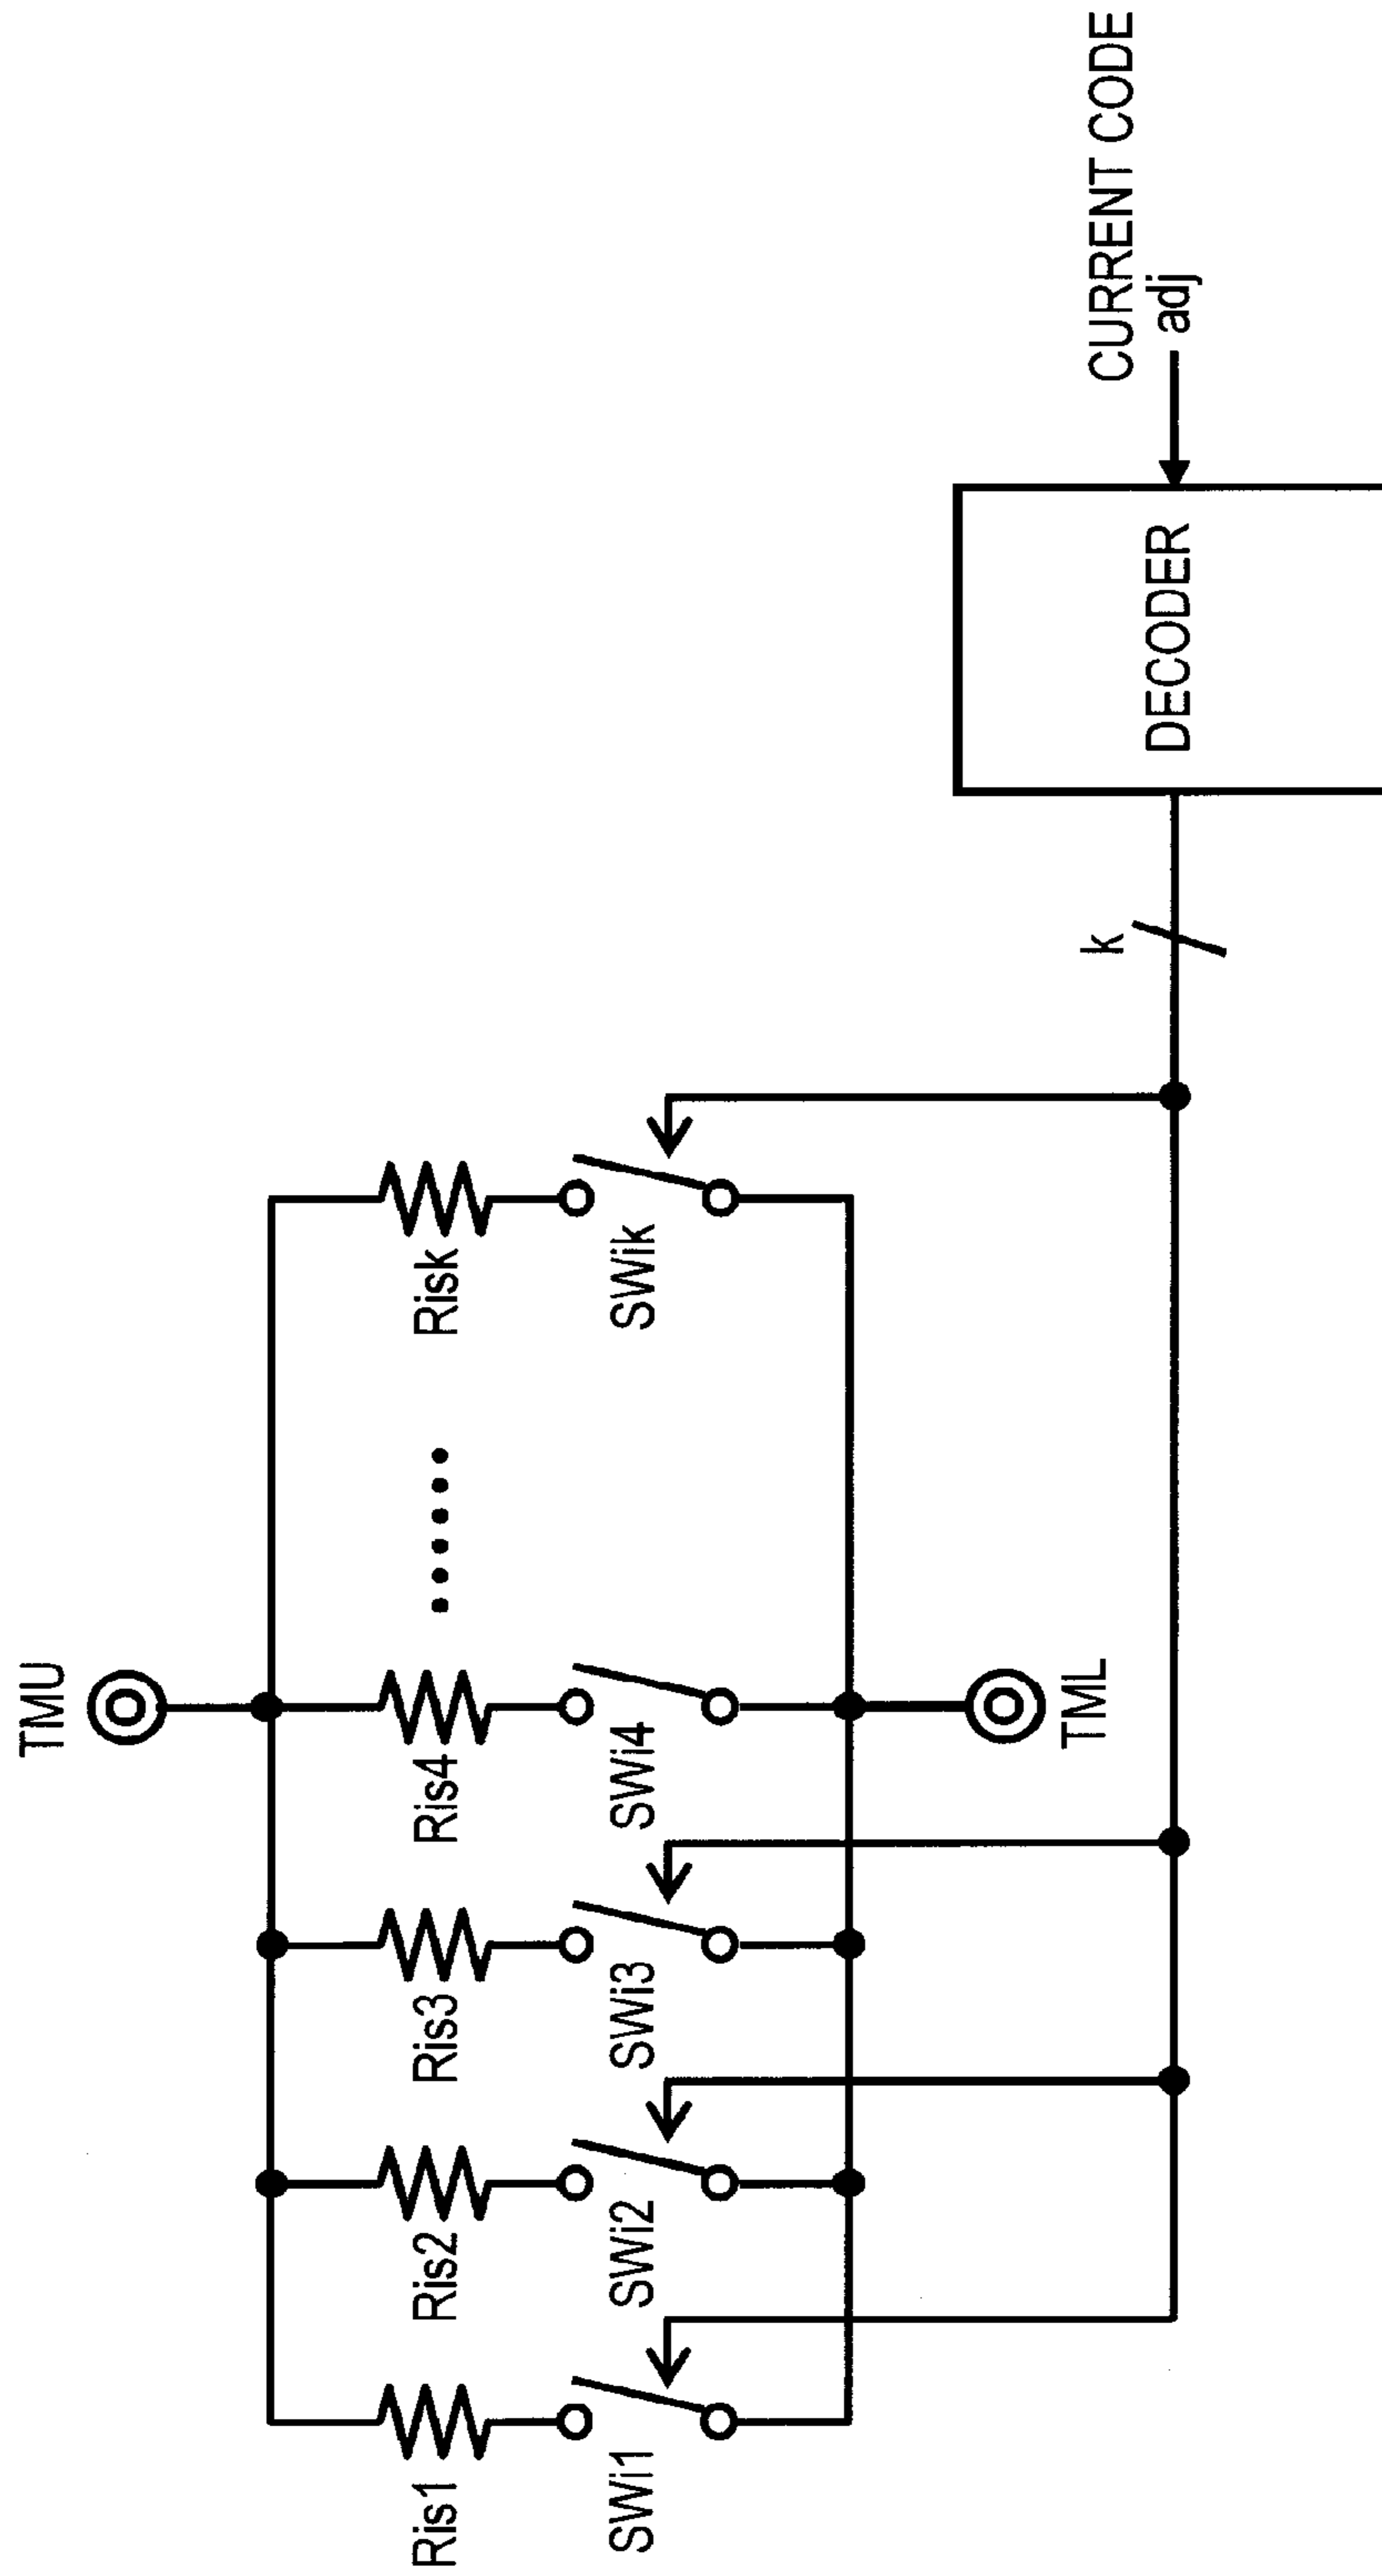 TMU
Ris1
Ris2
Ris3
Ris4
Risk
SWi1
SWi2
SWi3
SWi4
SWik
TML
k
DECODER
CURRENT CODE
adj